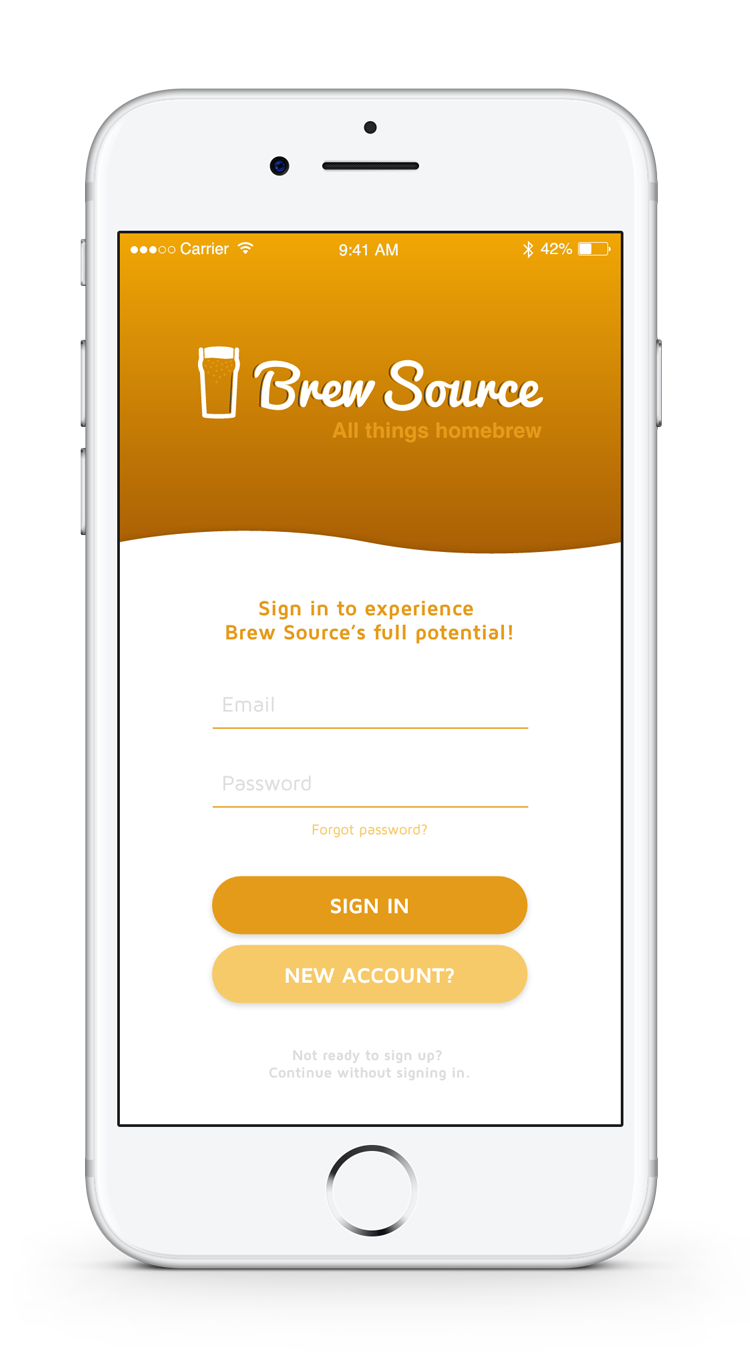 Carrier 9:41 AM 42%
Brew Source
All things homebrew
Sign in to experience
Brew Source’s full potential!
Email
Password
Forgot password?
SIGN IN
NEW ACCOUNT?
Not ready to sign up?
Continue without signing in.